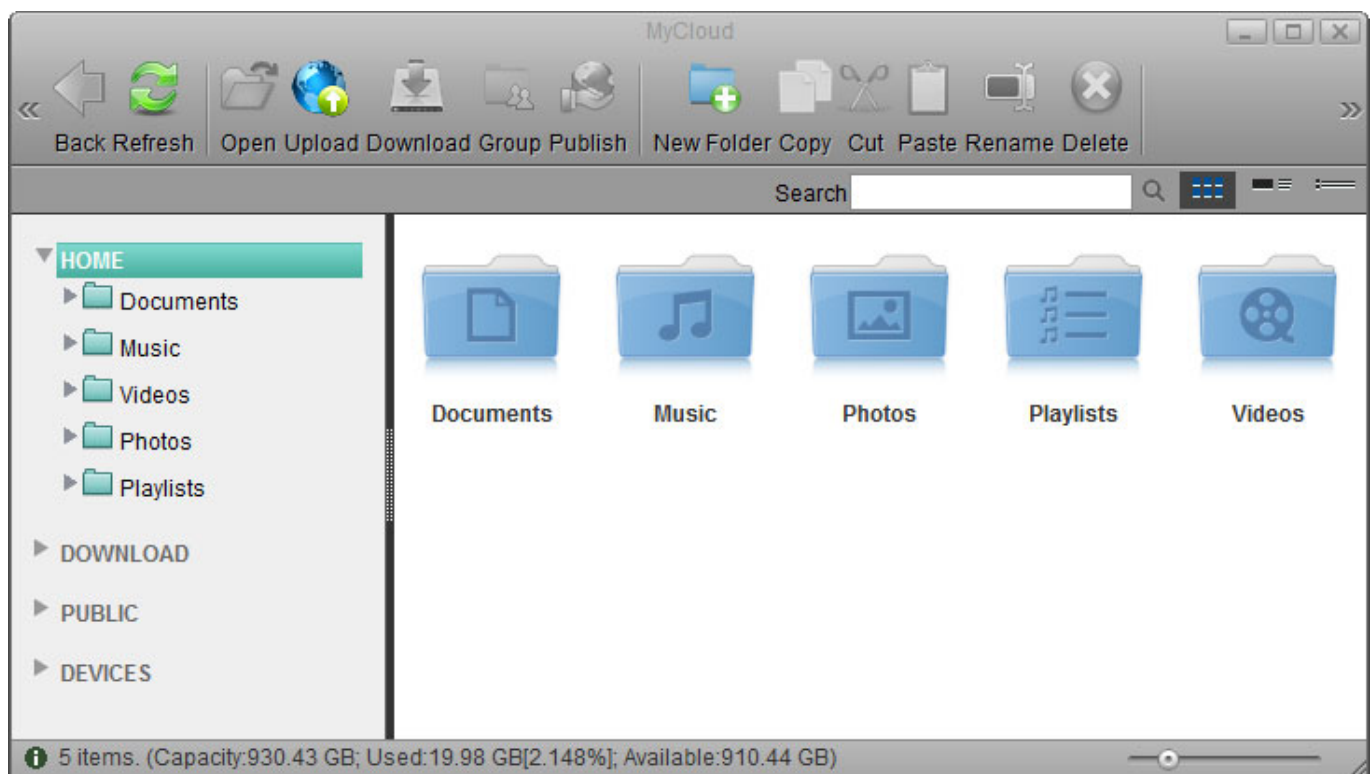 MyCloud
Back Refresh Open Upload Download Group Publish New Folder Copy Cut Paste Rename Delete
Search
HOME
Documents
Music
Videos
Photos
Playlists
DOWNLOAD
PUBLIC
DEVICES
Documents Music Photos Playlists Videos
5 items. (Capacity:930.43 GB; Used:19.98 GB[2.148%]; Available:910.44 GB)